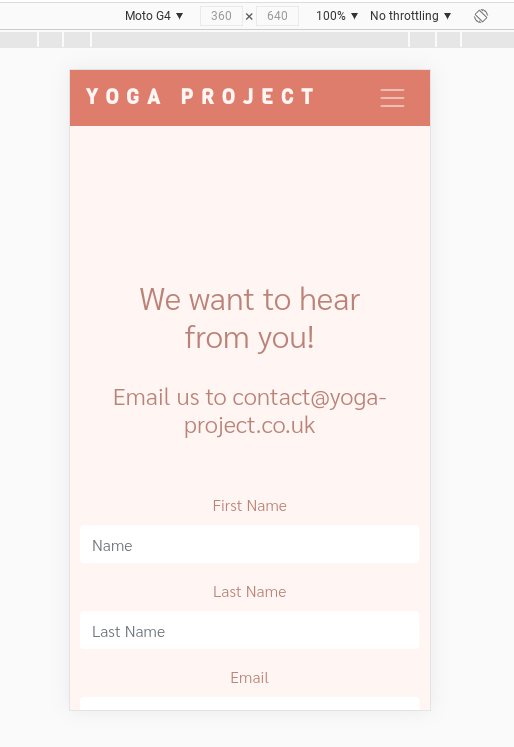 Moto G4 ▼ 360 × 640 100% ▼ No throttling ▼
YOGA PROJECT
We want to hear
from you!
Email us to contact@yoga-
project.co.uk
First Name
Name
Last Name
Last Name
Email